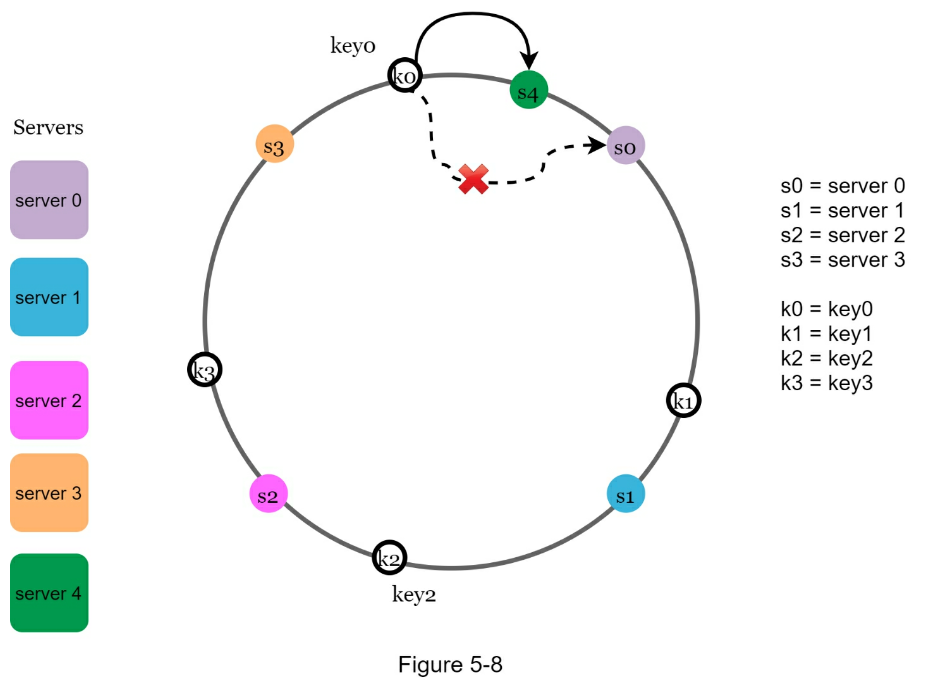 key0
k0
s4
s3
s0
Servers
server 0
server 1
server 2
server 3
server 4
s0 = server 0
s1 = server 1
s2 = server 2
s3 = server 3
k0 = key0
k1 = key1
k2 = key2
k3 = key3
k3
k1
s2
s1
k2
key2
Figure 5-8